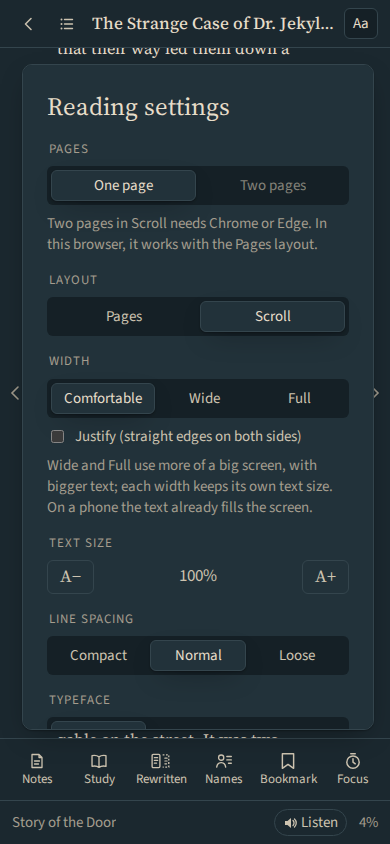 The Strange Case of Dr. Jekyl...
Aa
that their way led them down a
Reading settings
PAGES
One page
Two pages
Two pages in Scroll needs Chrome or Edge. In
this browser, it works with the Pages layout.
LAYOUT
Pages
Scroll
WIDTH
Comfortable
Wide
Full
Justify (straight edges on both sides)
Wide and Full use more of a big screen, with
bigger text; each width keeps its own text size.
On a phone the text already fills the screen.
TEXT SIZE
A−
100%
A+
LINE SPACING
Compact
Normal
Loose
TYPEFACE
on the street. It was
Notes
Study
Rewritten
Names
Bookmark
Focus
Story of the Door
Listen
4%